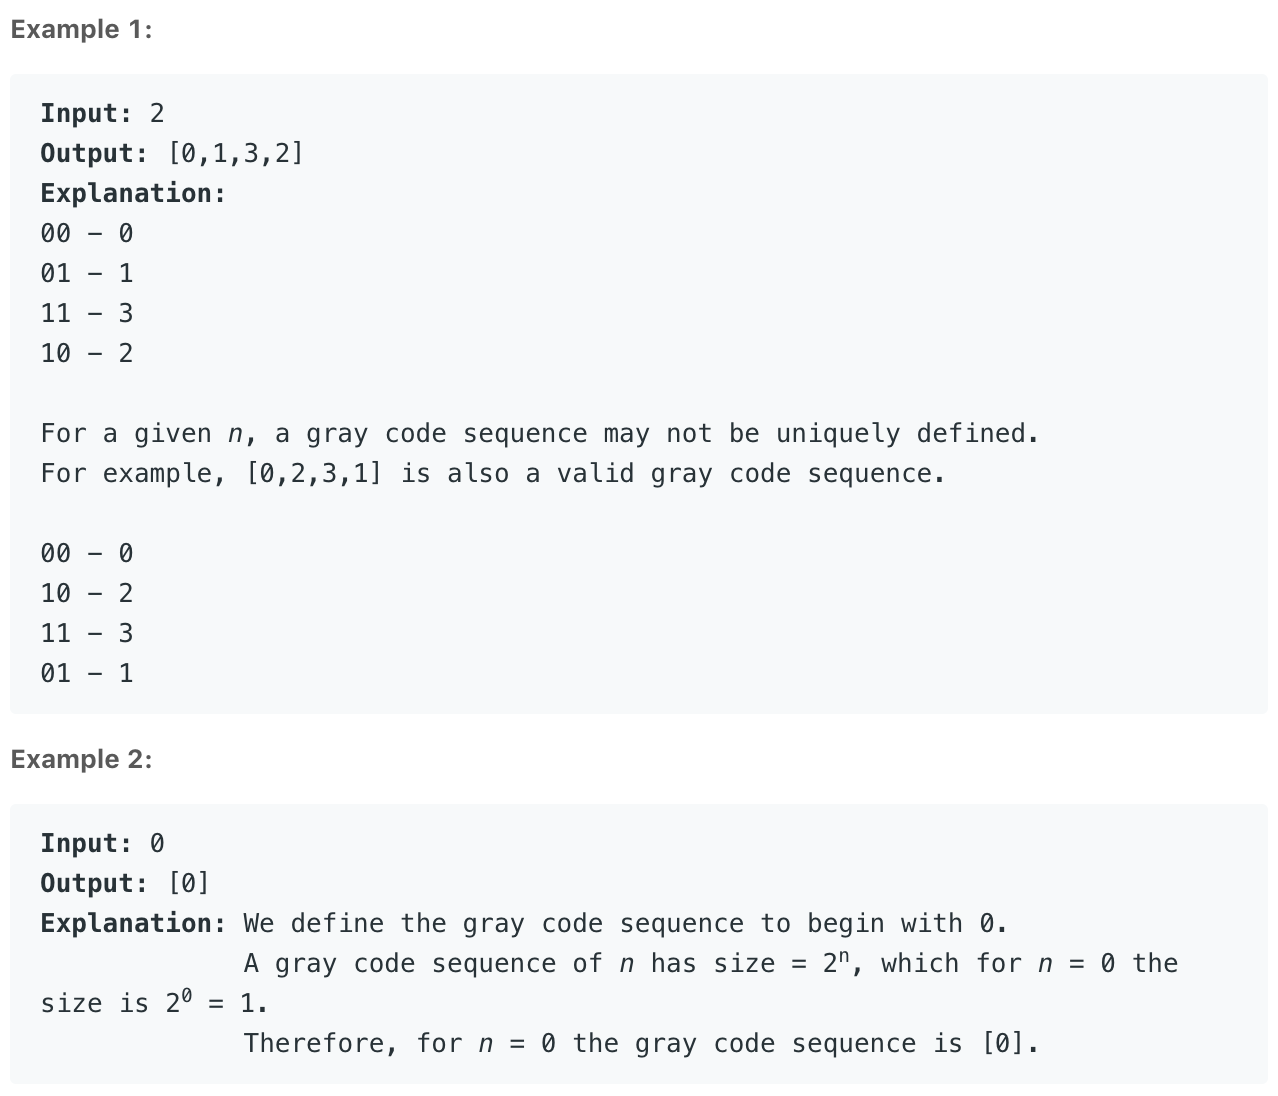 Example 1:
Input: 2
Output: [0,1,3,2]
Explanation:
00 - 0
01 - 1
11 - 3
10 - 2
For a given n, a gray code sequence may not be uniquely defined.
For example, [0,2,3,1] is also a valid gray code sequence.
00 - 0
10 - 2
11 - 3
01 - 1
Example 2:
Input: 0
Output: [0]
Explanation: We define the gray code sequence to begin with 0.
A gray code sequence of n has size = 2ⁿ, which for n = 0 the
size is 2⁰ = 1.
Therefore, for n = 0 the gray code sequence is [0].